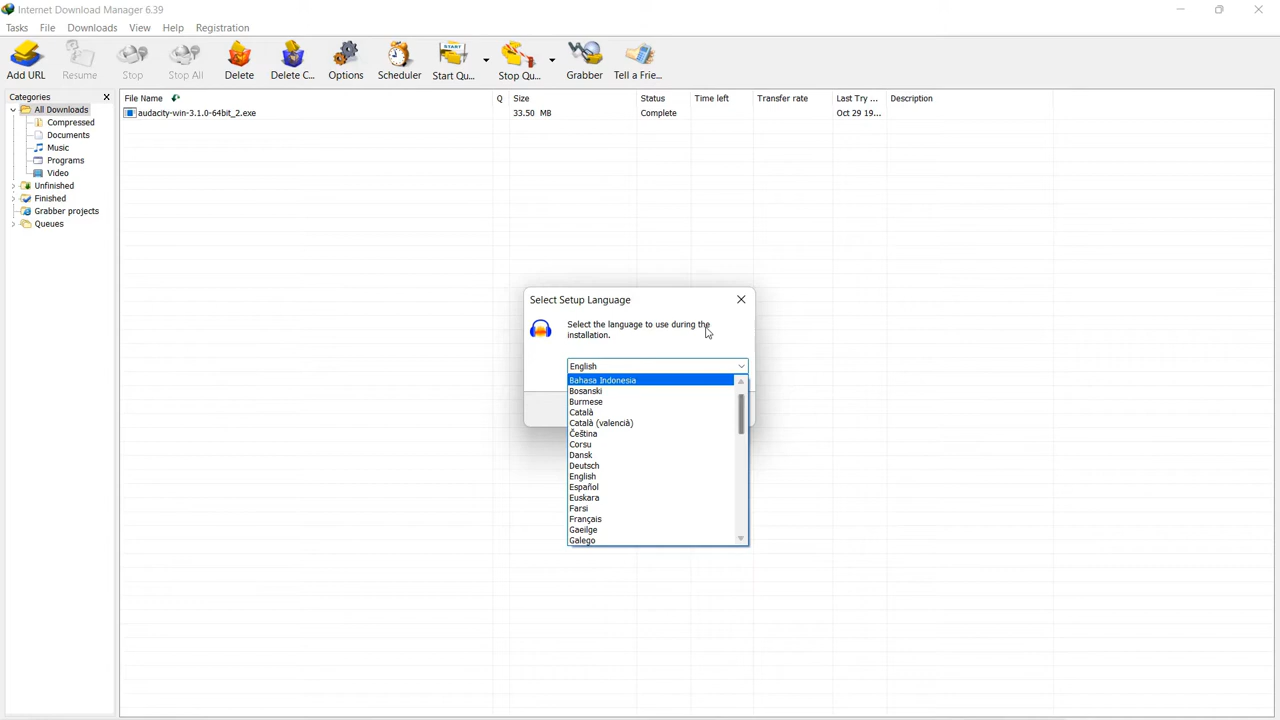 Internet Download Manager 6.39
Tasks File Downloads View Help Registration
Add URL Resume Stop Stop All Delete Delete C... Options Scheduler Start Qu... Stop Qu... Grabber Tell a Frie...
Categories
All Downloads
Compressed
Documents
Music
Programs
Video
Unfinished
Finished
Grabber projects
Queues
File Name Q Size Status Time left Transfer rate Last Try ... Description
audacity-win-3.1.0-64bit_2.exe 33.50 MB Complete Oct 29 19...
Select Setup Language
Select the language to use during the
installation.
English
Bahasa Indonesia
Bosanski
Burmese
Català
Català (valencià)
Čeština
Corsu
Dansk
Deutsch
English
Español
Euskara
Farsi
Français
Gaeilge
Galego